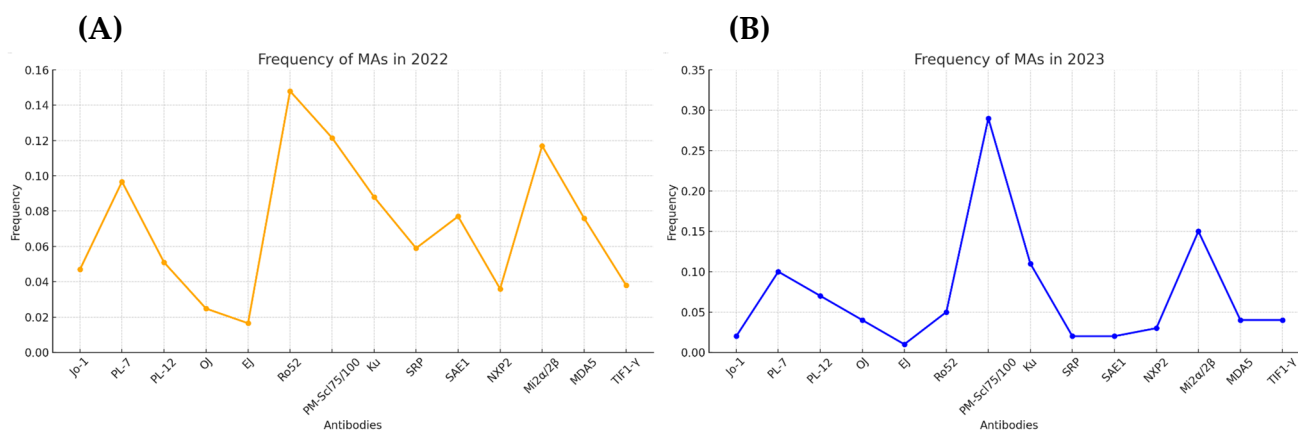 (A)
Frequency of MAs in 2022
0.16
0.14
0.12
0.10
0.08
0.06
0.04
0.02
0.00
Frequency
Jo-1
PL-7
PL-12
OJ
EJ
Ro52
PM-Scl75/100
Ku
SRP
SAE1
NXP2
Mi2α/2β
MDA5
TIF1-γ
Antibodies
(B)
Frequency of MAs in 2023
0.35
0.30
0.25
0.20
0.15
0.10
0.05
0.00
Frequency
Jo-1
PL-7
PL-12
OJ
EJ
Ro52
PM-Scl75/100
Ku
SRP
SAE1
NXP2
Mi2α/2β
MDA5
TIF1-γ
Antibodies